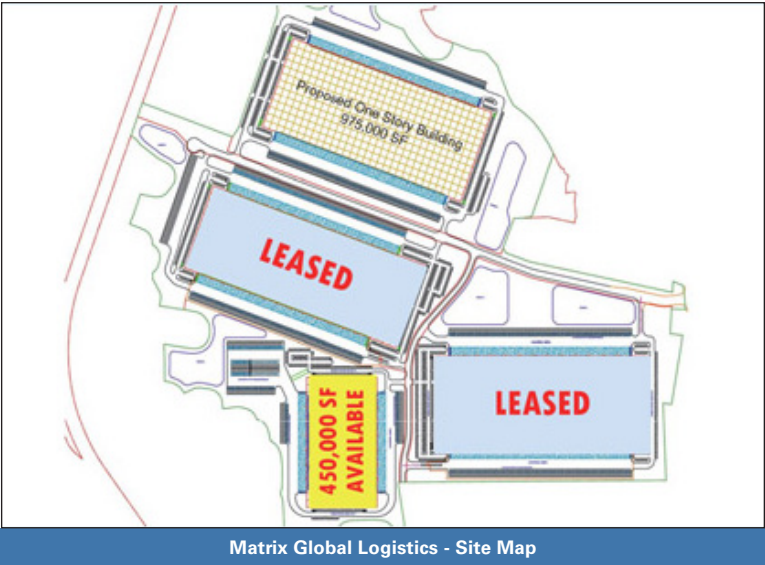 Proposed One Story Building
975,000 SF
LEASED
LEASED
450,000 SF
AVAILABLE
Matrix Global Logistics - Site Map